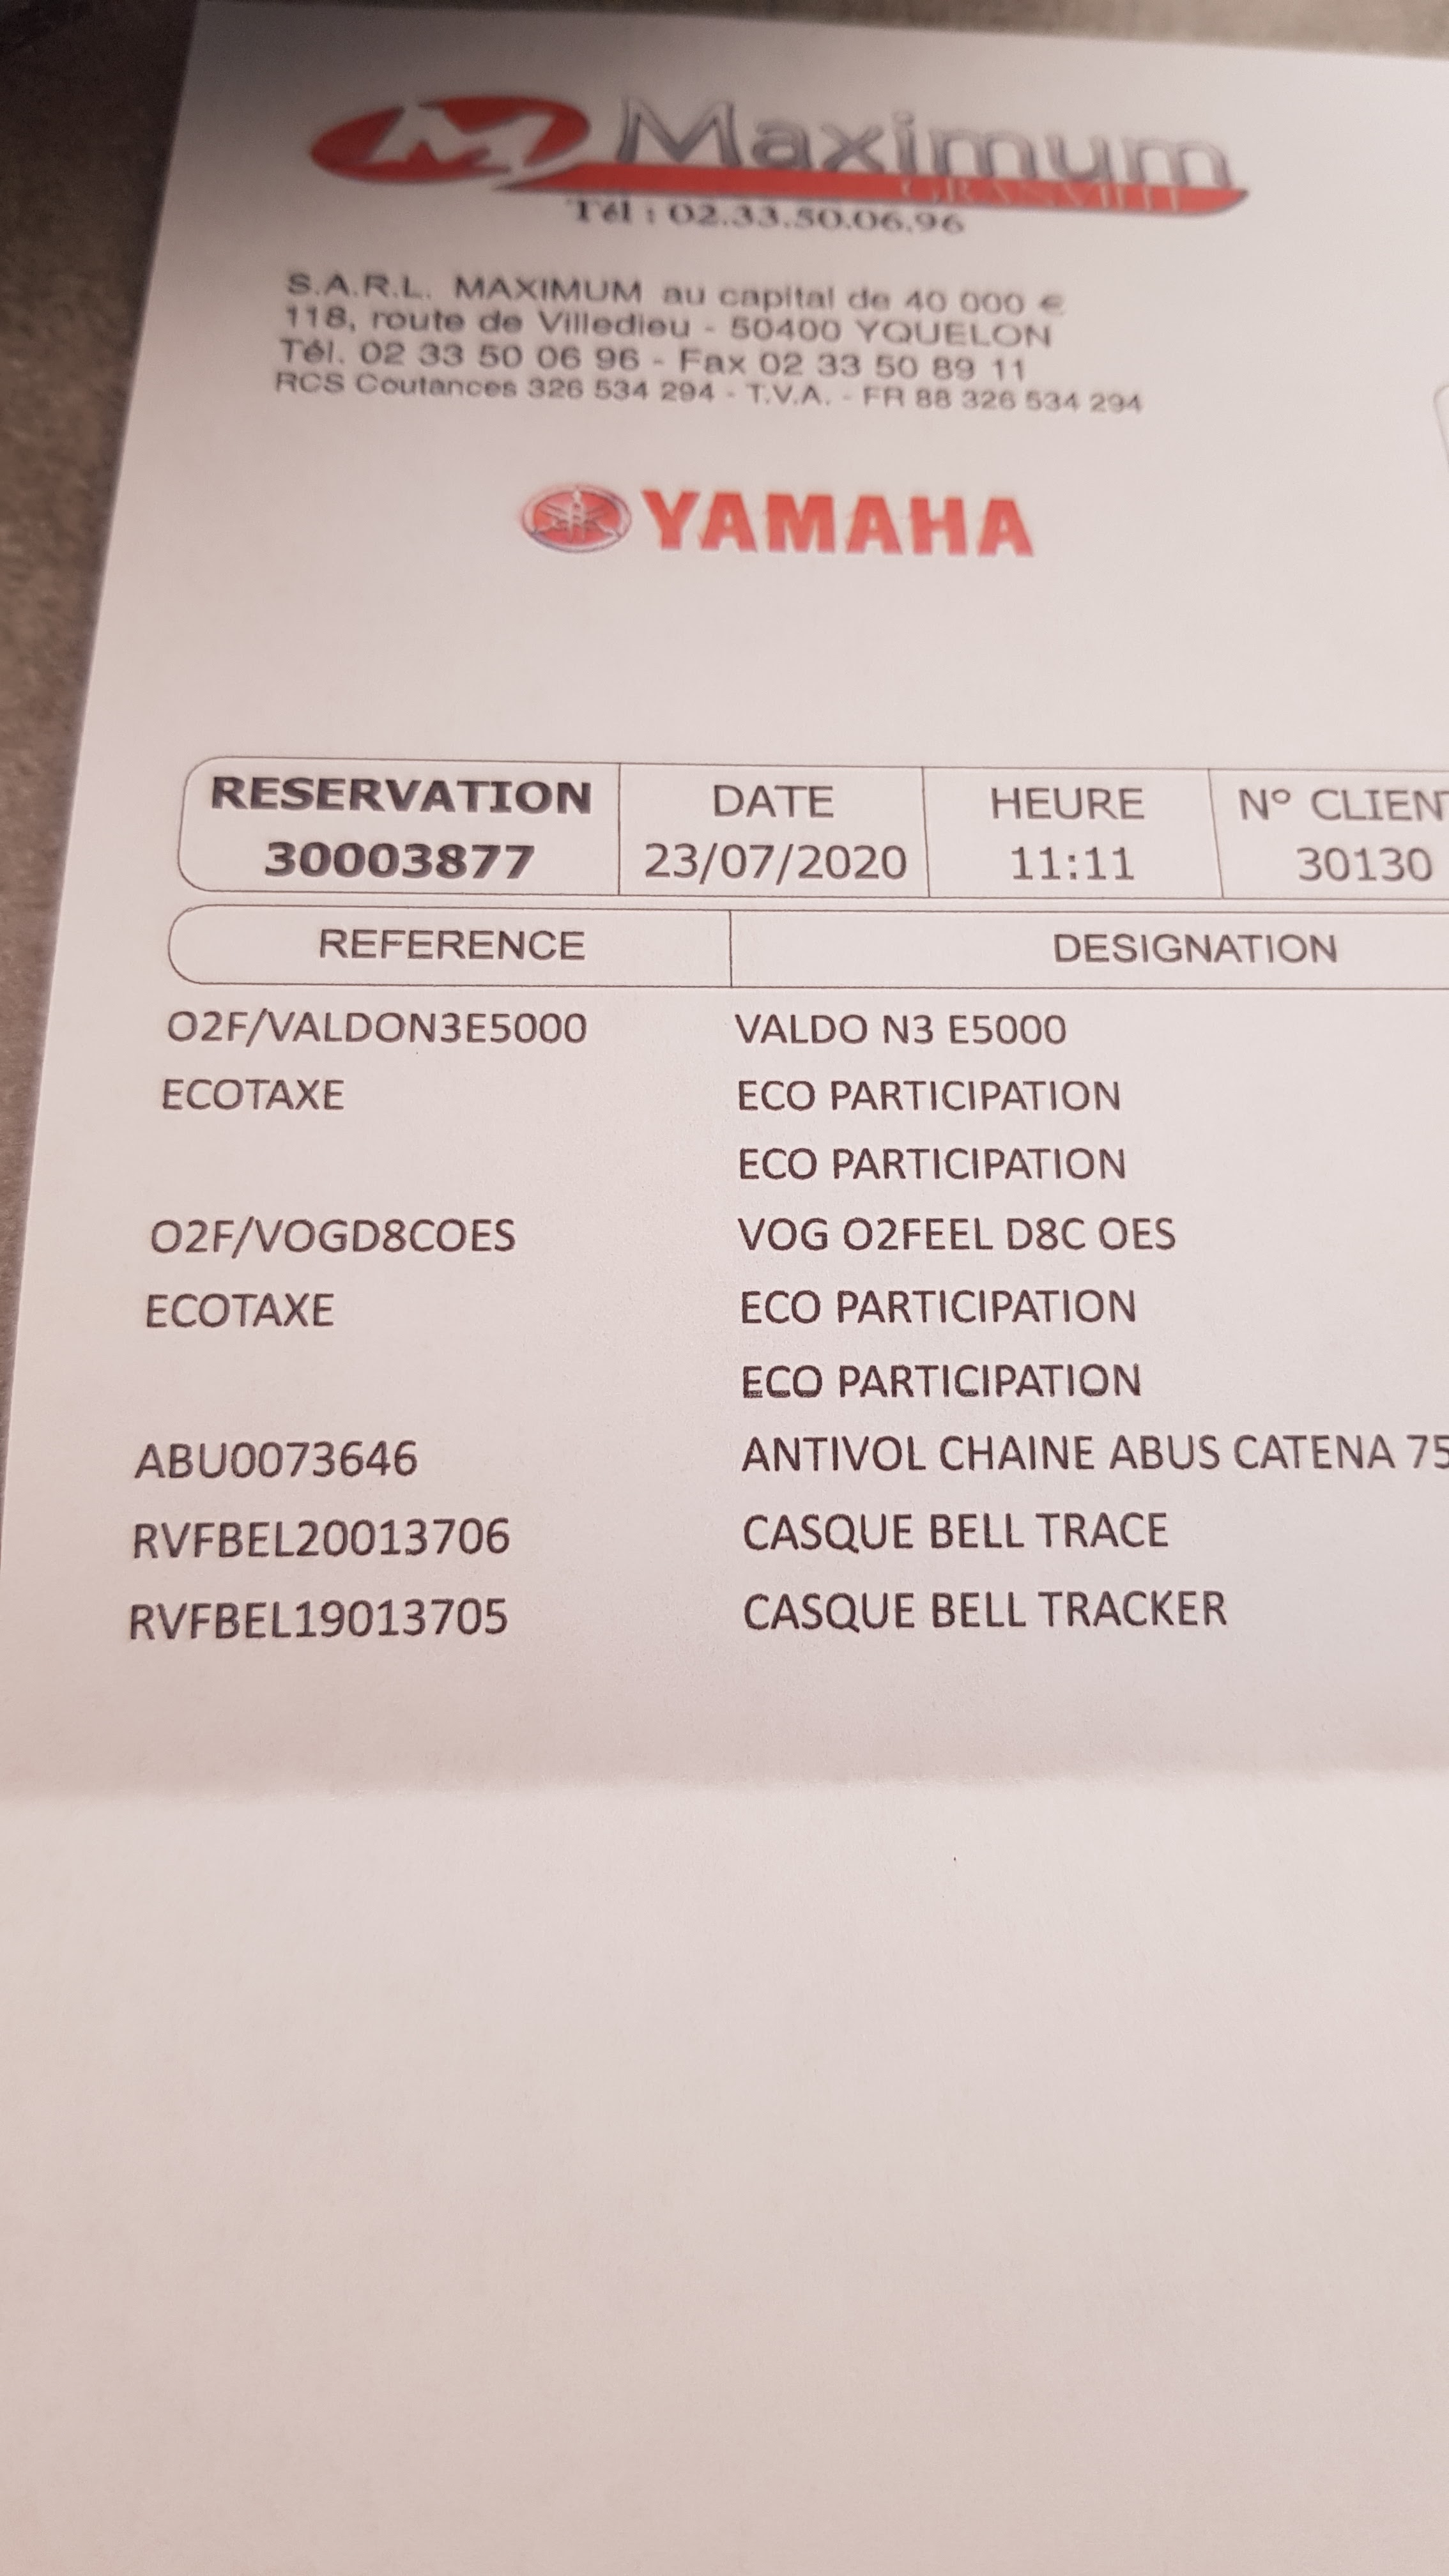 Maximum
GRANVILLE
Tél : 02.33.50.06.96
S.A.R.L. MAXIMUM au capital de 40 000 €
118, route de Villedieu - 50400 YQUELON
Tél. 02 33 50 06 96 - Fax 02 33 50 89 11
RCS Coutances 326 534 294 - T.V.A. - FR 88 326 534 294
YAMAHA
RESERVATION DATE HEURE N° CLIENT
30003877 23/07/2020 11:11 30130
REFERENCE DESIGNATION
O2F/VALDON3E5000 VALDO N3 E5000
ECOTAXE ECO PARTICIPATION
ECO PARTICIPATION
O2F/VOGD8COES VOG O2FEEL D8C OES
ECOTAXE ECO PARTICIPATION
ECO PARTICIPATION
ABU0073646 ANTIVOL CHAINE ABUS CATENA 75
RVFBEL20013706 CASQUE BELL TRACE
RVFBEL19013705 CASQUE BELL TRACKER